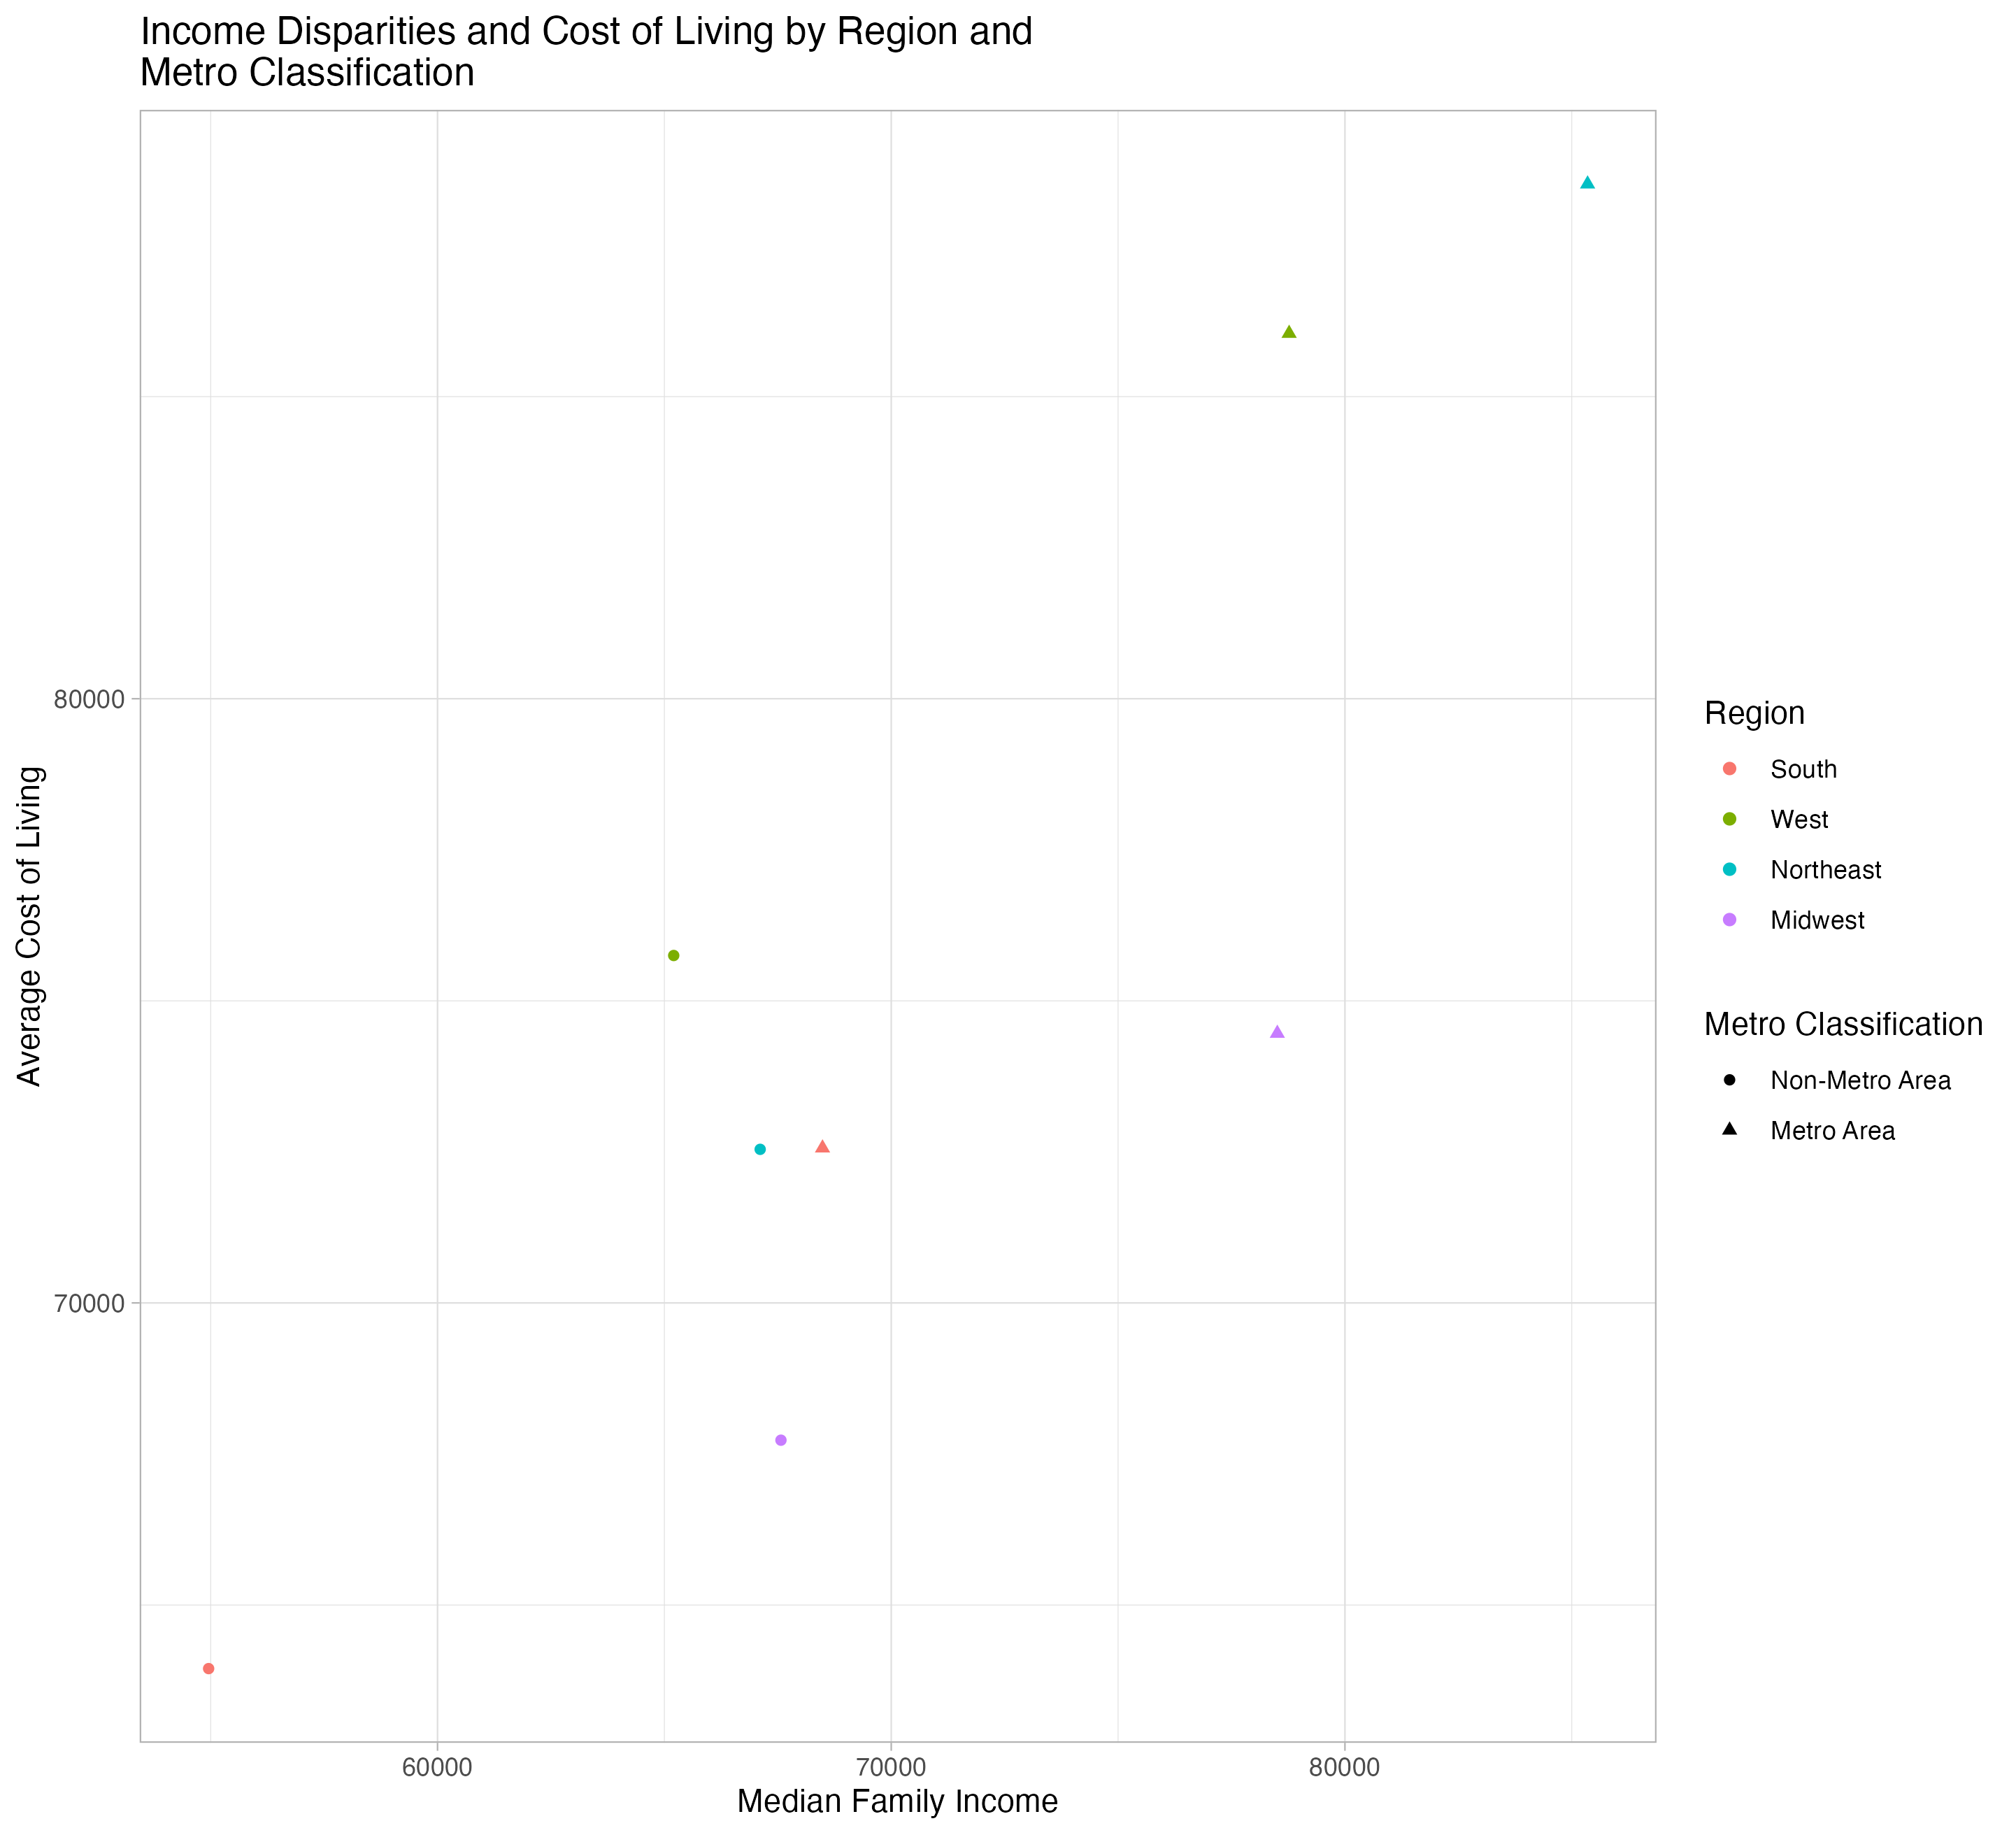 Income Disparities and Cost of Living by Region and
Metro Classification
Average Cost of Living
80000
70000
60000
70000
80000
Median Family Income
Region
South
West
Northeast
Midwest
Metro Classification
Non-Metro Area
Metro Area